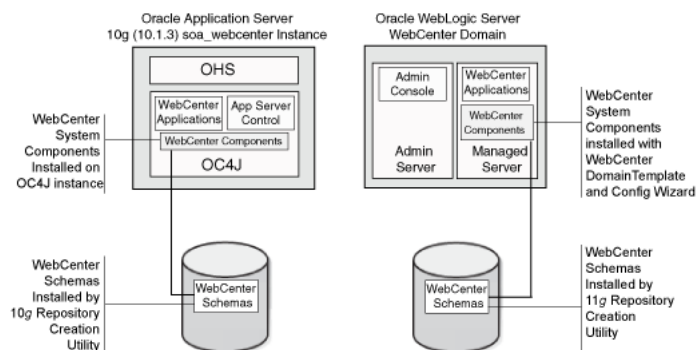 Oracle Application Server
10g (10.1.3) soa_webcenter Instance
OHS
WebCenter
Applications
App Server
Control
WebCenter Components
OC4J
WebCenter
System
Components
Installed on
OC4J instance
WebCenter
Schemas
WebCenter
Schemas
Installed by
10g Repository
Creation
Utility
Oracle WebLogic Server
WebCenter Domain
Admin
Console
Admin
Server
WebCenter
Applications
WebCenter
Components
Managed
Server
WebCenter
System
Components
installed with
WebCenter
DomainTemplate
and Config Wizard
WebCenter
Schemas
WebCenter
Schemas
Installed by
11g Repository
Creation
Utility